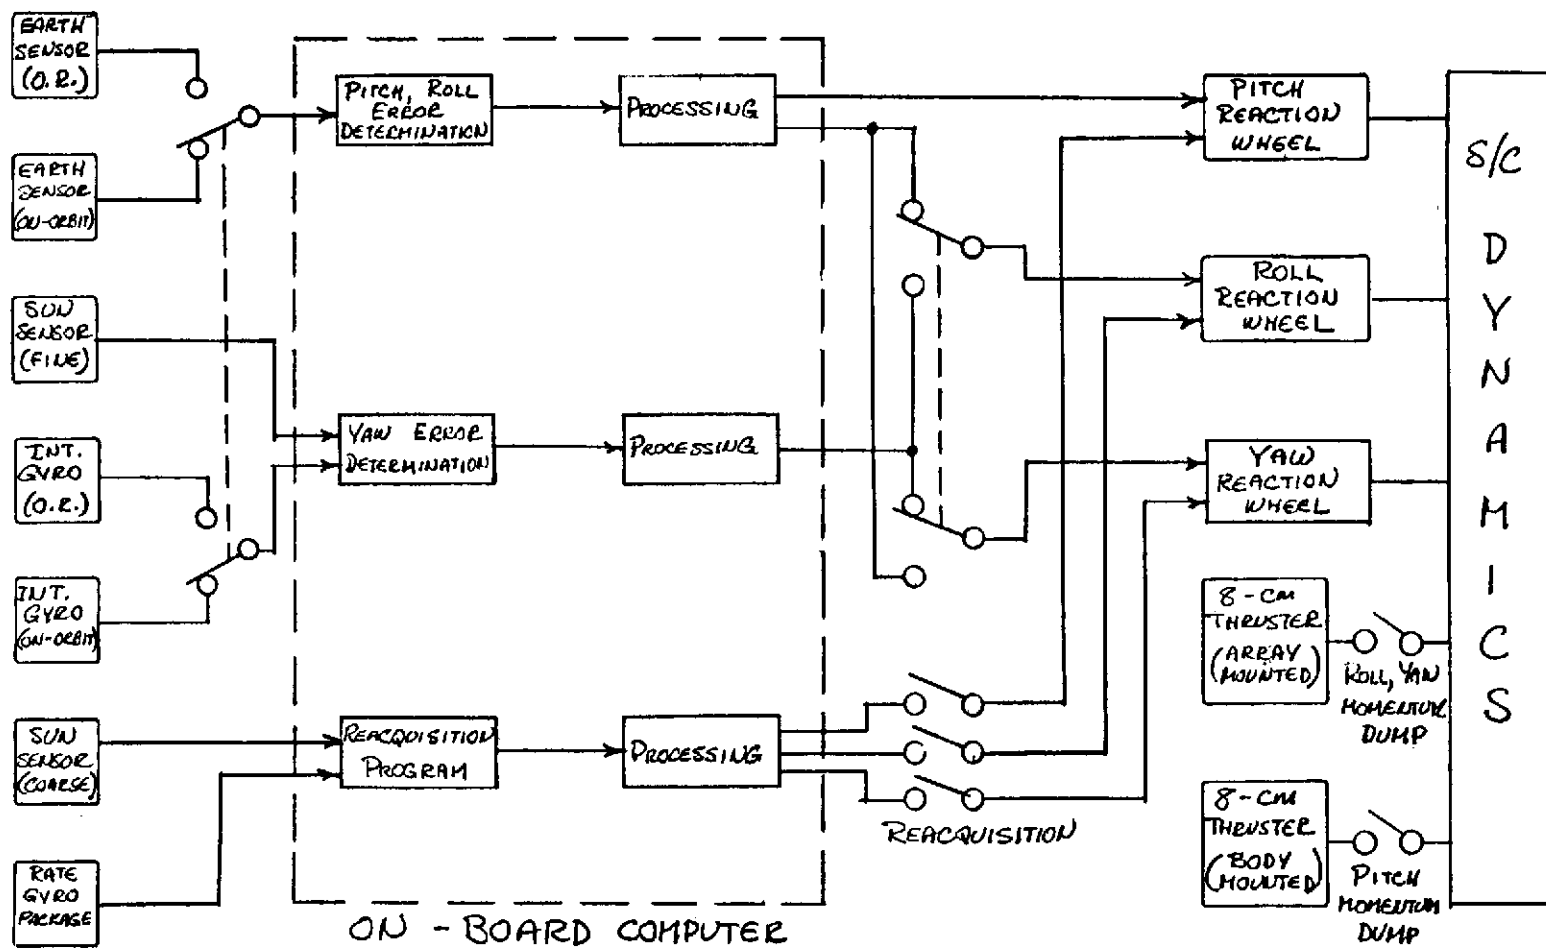 EARTH
SENSOR
(O.R.)
EARTH
SENSOR
(ON-ORBIT)
SUN
SENSOR
(FINE)
INT.
GYRO
(O.R.)
INT.
GYRO
(ON-ORBIT)
SUN
SENSOR
(COARSE)
RATE
GYRO
PACKAGE
PITCH, ROLL
ERROR
DETERMINATION
PROCESSING
YAW ERROR
DETERMINATION
PROCESSING
REACQUISITION
PROGRAM
PROCESSING
ON-BOARD COMPUTER
REACQUISITION
PITCH
REACTION
WHEEL
ROLL
REACTION
WHEEL
YAW
REACTION
WHEEL
8-CM
THRUSTER
(ARRAY
MOUNTED)
ROLL, YAW
MOMENTUM
DUMP
8-CM
THRUSTER
(BODY
MOUNTED)
PITCH
MOMENTUM
DUMP
S/C
DYNAMICS